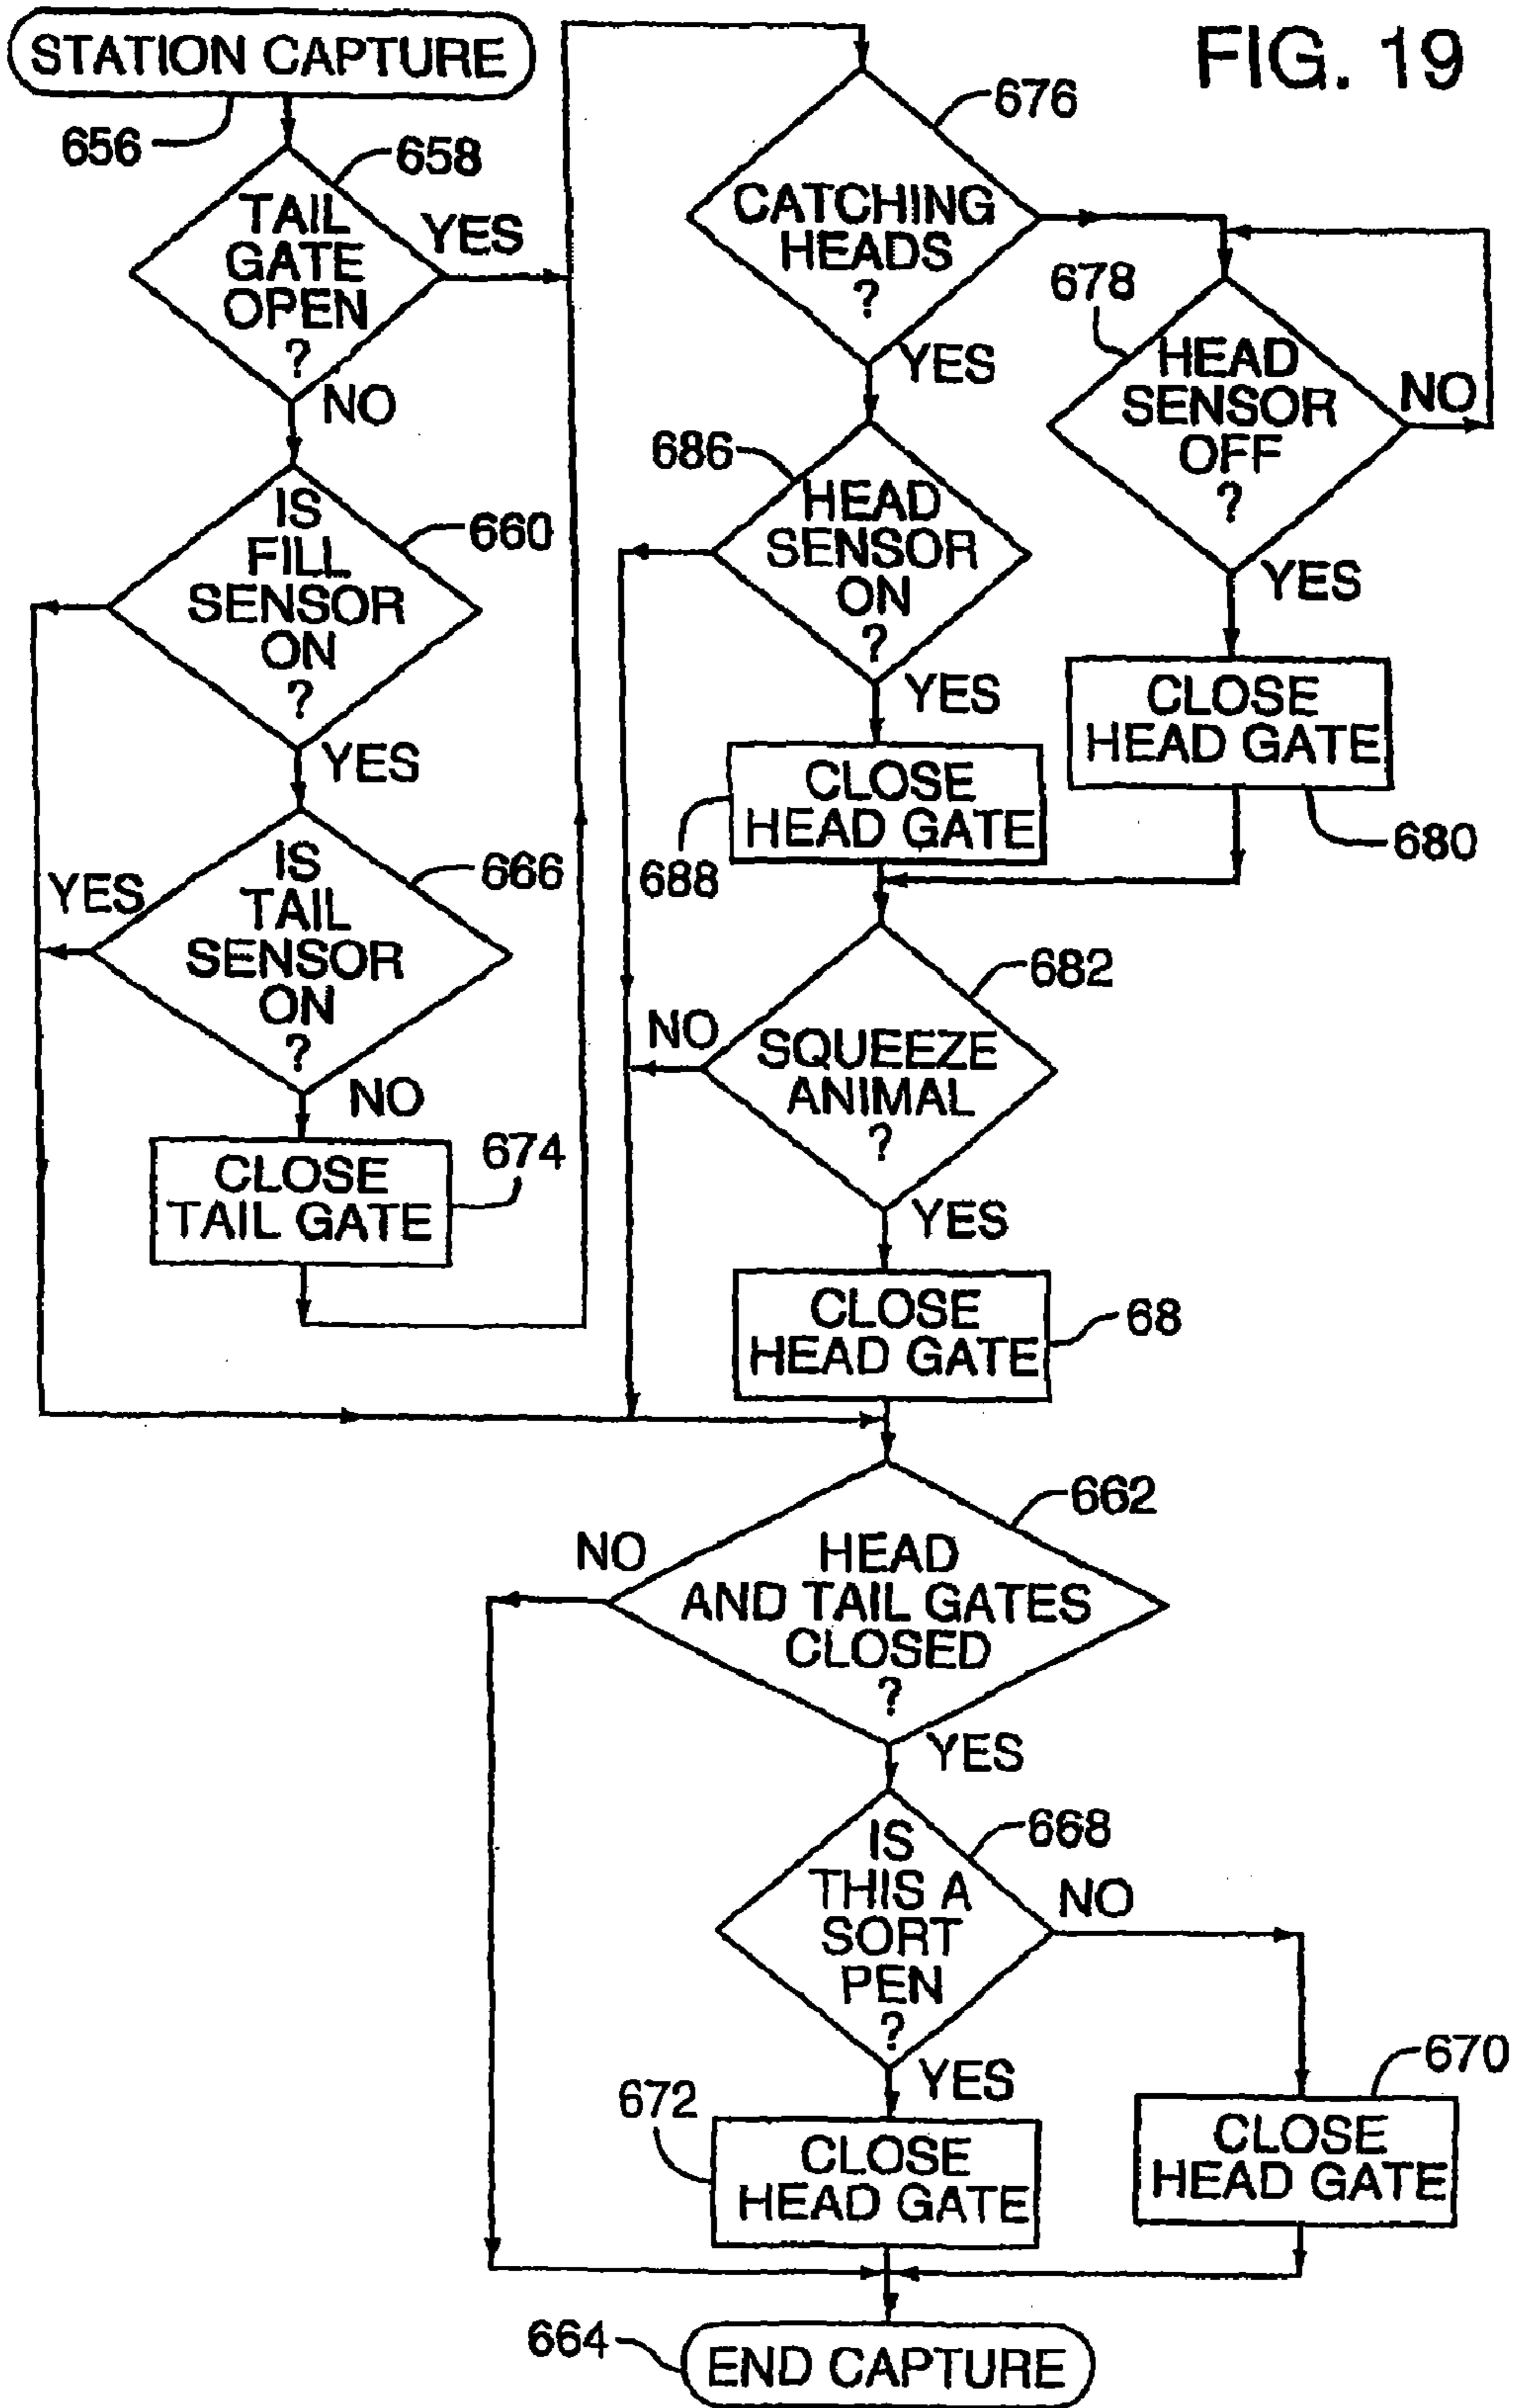 FIG. 19
STATION CAPTURE
656
658
TAIL
GATE
OPEN
?
YES
NO
IS
FILL
SENSOR
ON
?
660
YES
IS
TAIL
SENSOR
ON
?
666
YES
NO
CLOSE
TAIL GATE
674
676
CATCHING
HEADS
?
YES
678
HEAD
SENSOR
OFF
?
NO
YES
CLOSE
HEAD GATE
680
686
HEAD
SENSOR
ON
?
YES
CLOSE
HEAD GATE
688
682
SQUEEZE
ANIMAL
?
NO
YES
CLOSE
HEAD GATE
68
662
HEAD
AND TAIL GATES
CLOSED
?
NO
YES
668
IS
THIS A
SORT
PEN
?
NO
YES
672
CLOSE
HEAD GATE
670
CLOSE
HEAD GATE
664
END CAPTURE